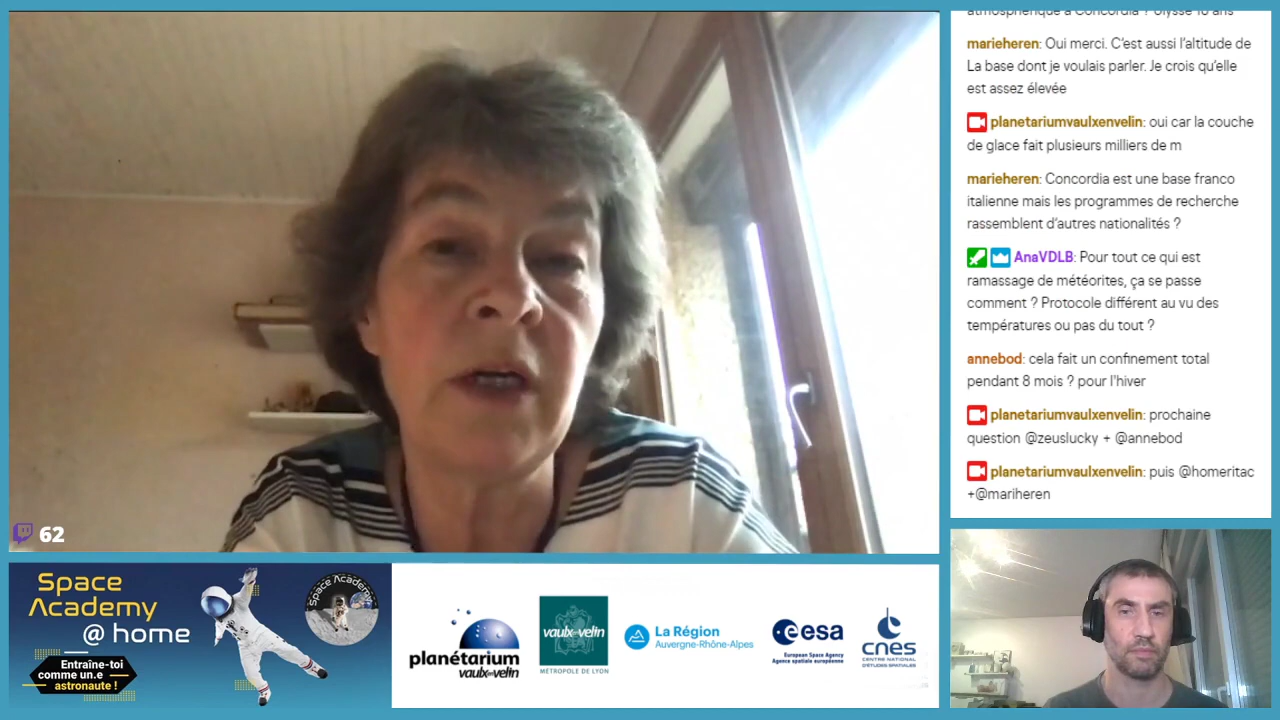 atmosphérique à Concordia ? Ulysse 10 ans
marieheren: Oui merci. C'est aussi l'altitude de
La base dont je voulais parler. Je crois qu'elle
est assez élevée
planetariumvaulxenvelin: oui car la couche
de glace fait plusieurs milliers de m
marieheren: Concordia est une base franco
italienne mais les programmes de recherche
rassemblent d'autres nationalités ?
AnaVDLB: Pour tout ce qui est
ramassage de météorites, ça se passe
comment ? Protocole différent au vu des
températures ou pas du tout ?
annebod: cela fait un confinement total
pendant 8 mois ? pour l'hiver
planetariumvaulxenvelin: prochaine
question @zeuslucky + @annebod
planetariumvaulxenvelin: puis @homeritac
+@mariheren
62
Space
Academy
@ home
Entraîne-toi
comme un.e
astronaute !
Space Academy
planétarium
vaulx-en-velin
vaulx-en-velin
MÉTROPOLE DE LYON
La Région
Auvergne-Rhône-Alpes
esa
European Space Agency
Agence spatiale européenne
cnes
CENTRE NATIONAL
D'ÉTUDES SPATIALES